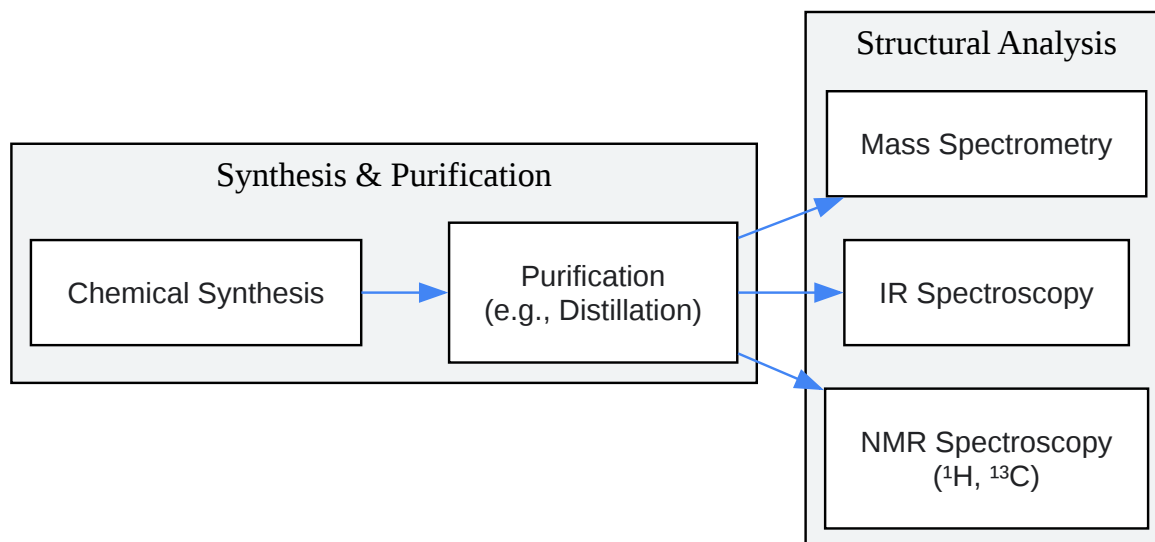 Synthesis & Purification
Chemical Synthesis
Purification
(e.g., Distillation)
Structural Analysis
Mass Spectrometry
IR Spectroscopy
NMR Spectroscopy
(¹H, ¹³C)